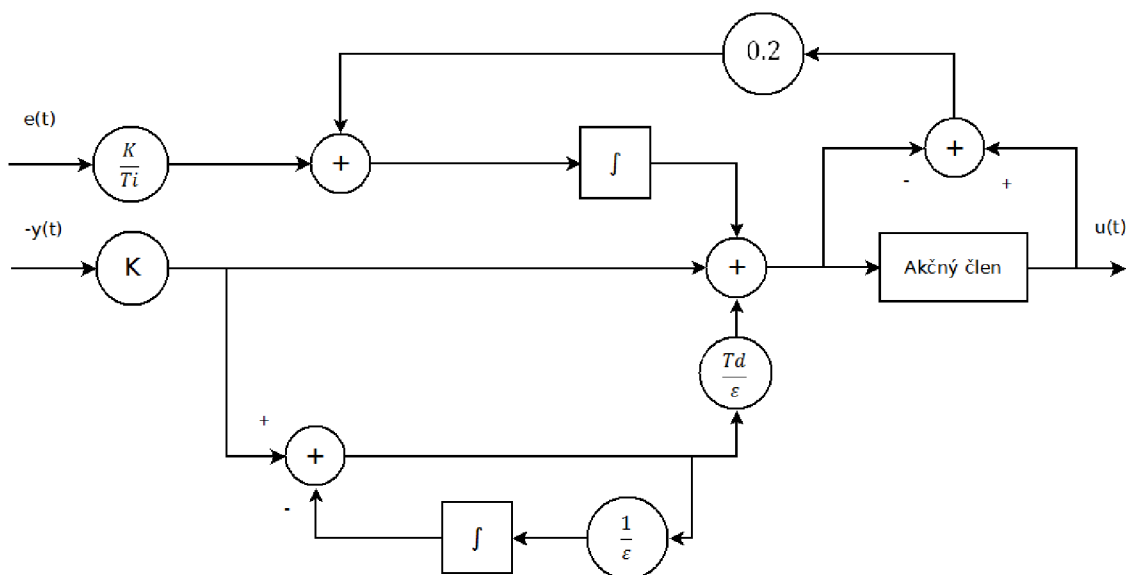 0.2
e(t)
K
Ti
+
∫
+
-
+
-y(t)
K
+
Akčný člen
u(t)
Td
ε
+
+
-
∫
1
ε